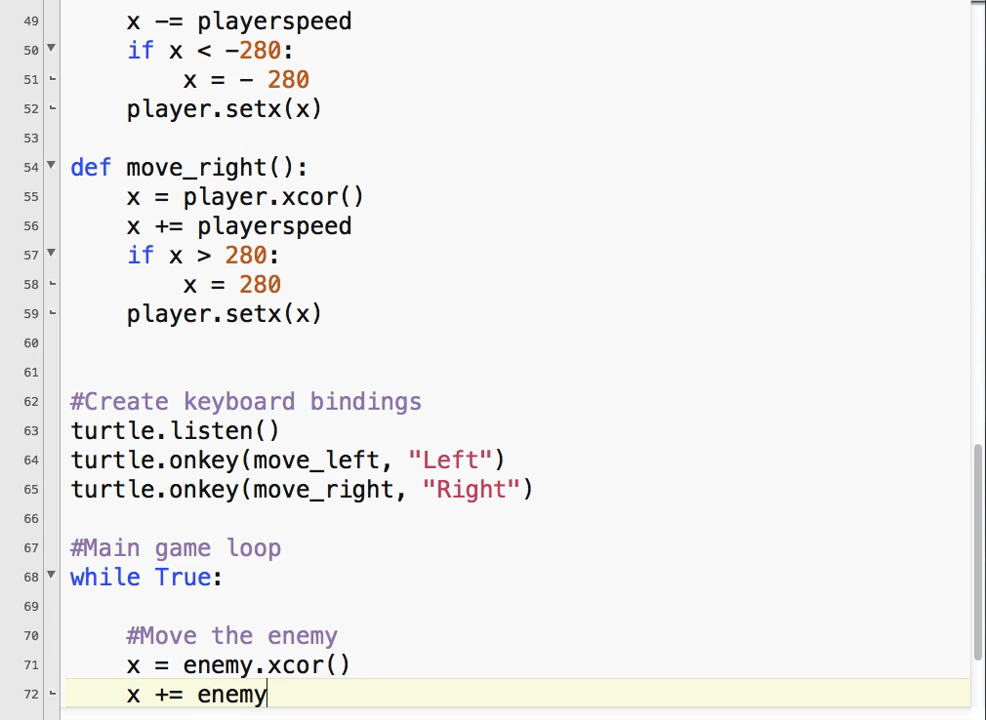 49 x -= playerspeed
50 if x < -280:
51 x = - 280
52 player.setx(x)
53
54 def move_right():
55 x = player.xcor()
56 x += playerspeed
57 if x > 280:
58 x = 280
59 player.setx(x)
60
61
62 #Create keyboard bindings
63 turtle.listen()
64 turtle.onkey(move_left, "Left")
65 turtle.onkey(move_right, "Right")
66
67 #Main game loop
68 while True:
69
70 #Move the enemy
71 x = enemy.xcor()
72 x += enemy